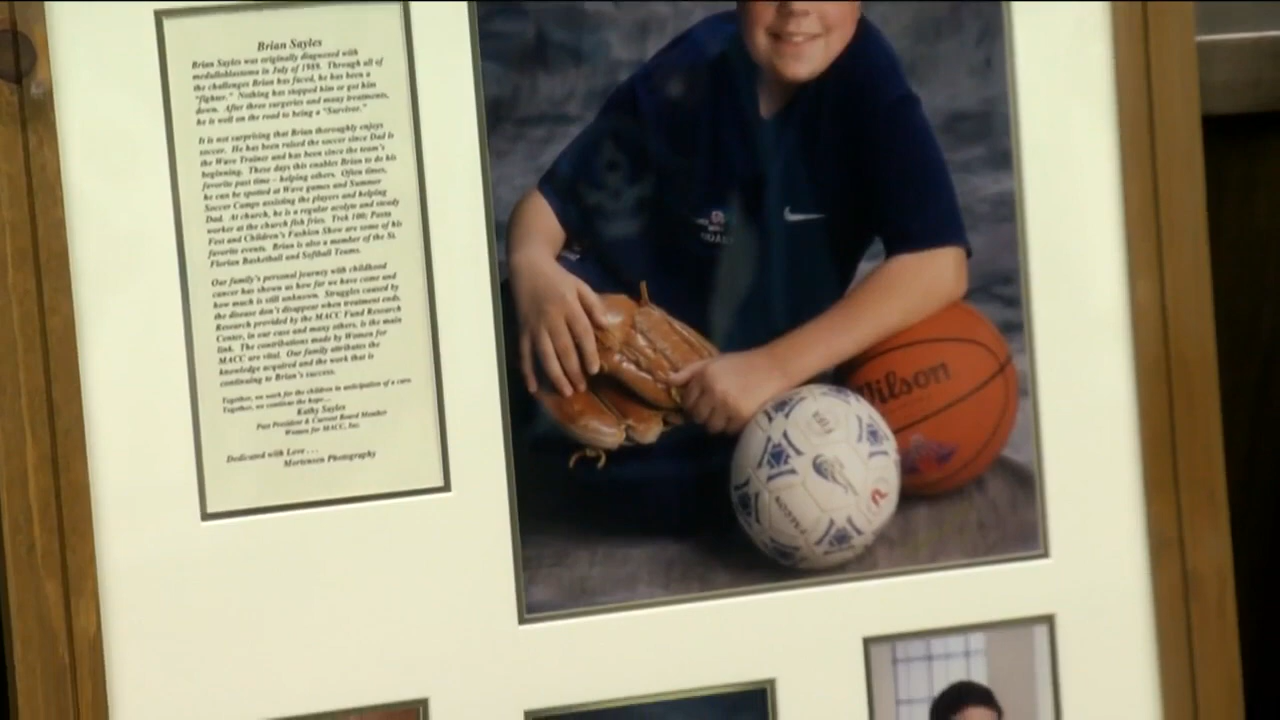 Brian Sayles
Brian Sayles was originally diagnosed with
medulloblastoma in July of 1989. Through all of
the challenges Brian has faced, he has been a
"fighter." Nothing has stopped him or got him
down. After three surgeries and many treatments,
he is well on the road to being a "Survivor."
It is not surprising that Brian thoroughly enjoys
soccer. He has been raised the soccer since Dad is
the Wave Trainer and has been since the team's
beginning. These days this enables Brian to do his
favorite past time - helping others. Often times,
he can be spotted at Wave games and Summer
Soccer Camps assisting the players and helping
Dad. At church, he is a regular acolyte and steady
worker at the church fish fries. Trek 100; Pasta
Fest and Children's Fashion Show are some of his
favorite events. Brian is also a member of the St.
Florian Basketball and Softball Teams.
Our family's personal journey with childhood
cancer has shown us how far we have come and
how much is still unknown. Struggles caused by
the disease don't disappear when treatment ends.
Research provided by the MACC Fund Research
Center, in our case and many others, is the main
link. The contributions made by Women for
MACC are vital. Our family attributes the
knowledge acquired and the work that is
continuing to Brian's success.
Together, we work for the children in anticipation of a cure.
Together, we continue the hope...
Kathy Sayles
Past President & Current Board Member
Women for MACC, Inc.
Dedicated with Love . . .
Mortensen Photography
Wilson
FALCON